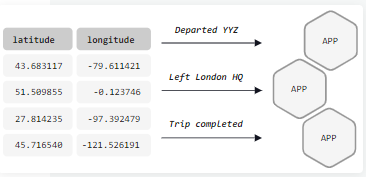 latitude longitude Departed YYZ APP
43.683117 -79.611421
51.509855 -0.123746 Left London HQ APP
27.814235 -97.392479
45.716540 -121.526191 Trip completed APP